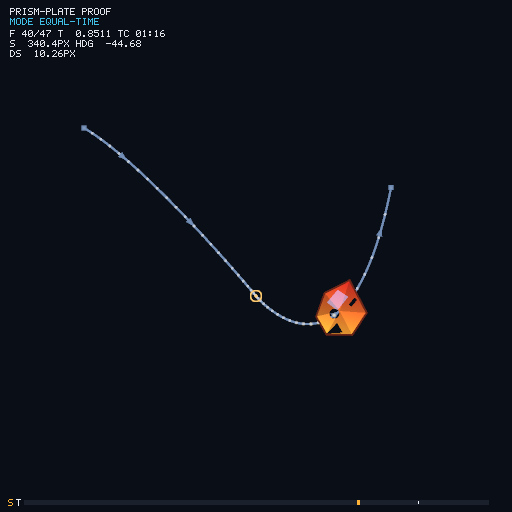 PRISM-PLATE PROOF
MODE EQUAL-TIME
F 40/47 T  0.8511 TC 01:16
S  340.4PX HDG  -44.68
DS  10.26PX
ST